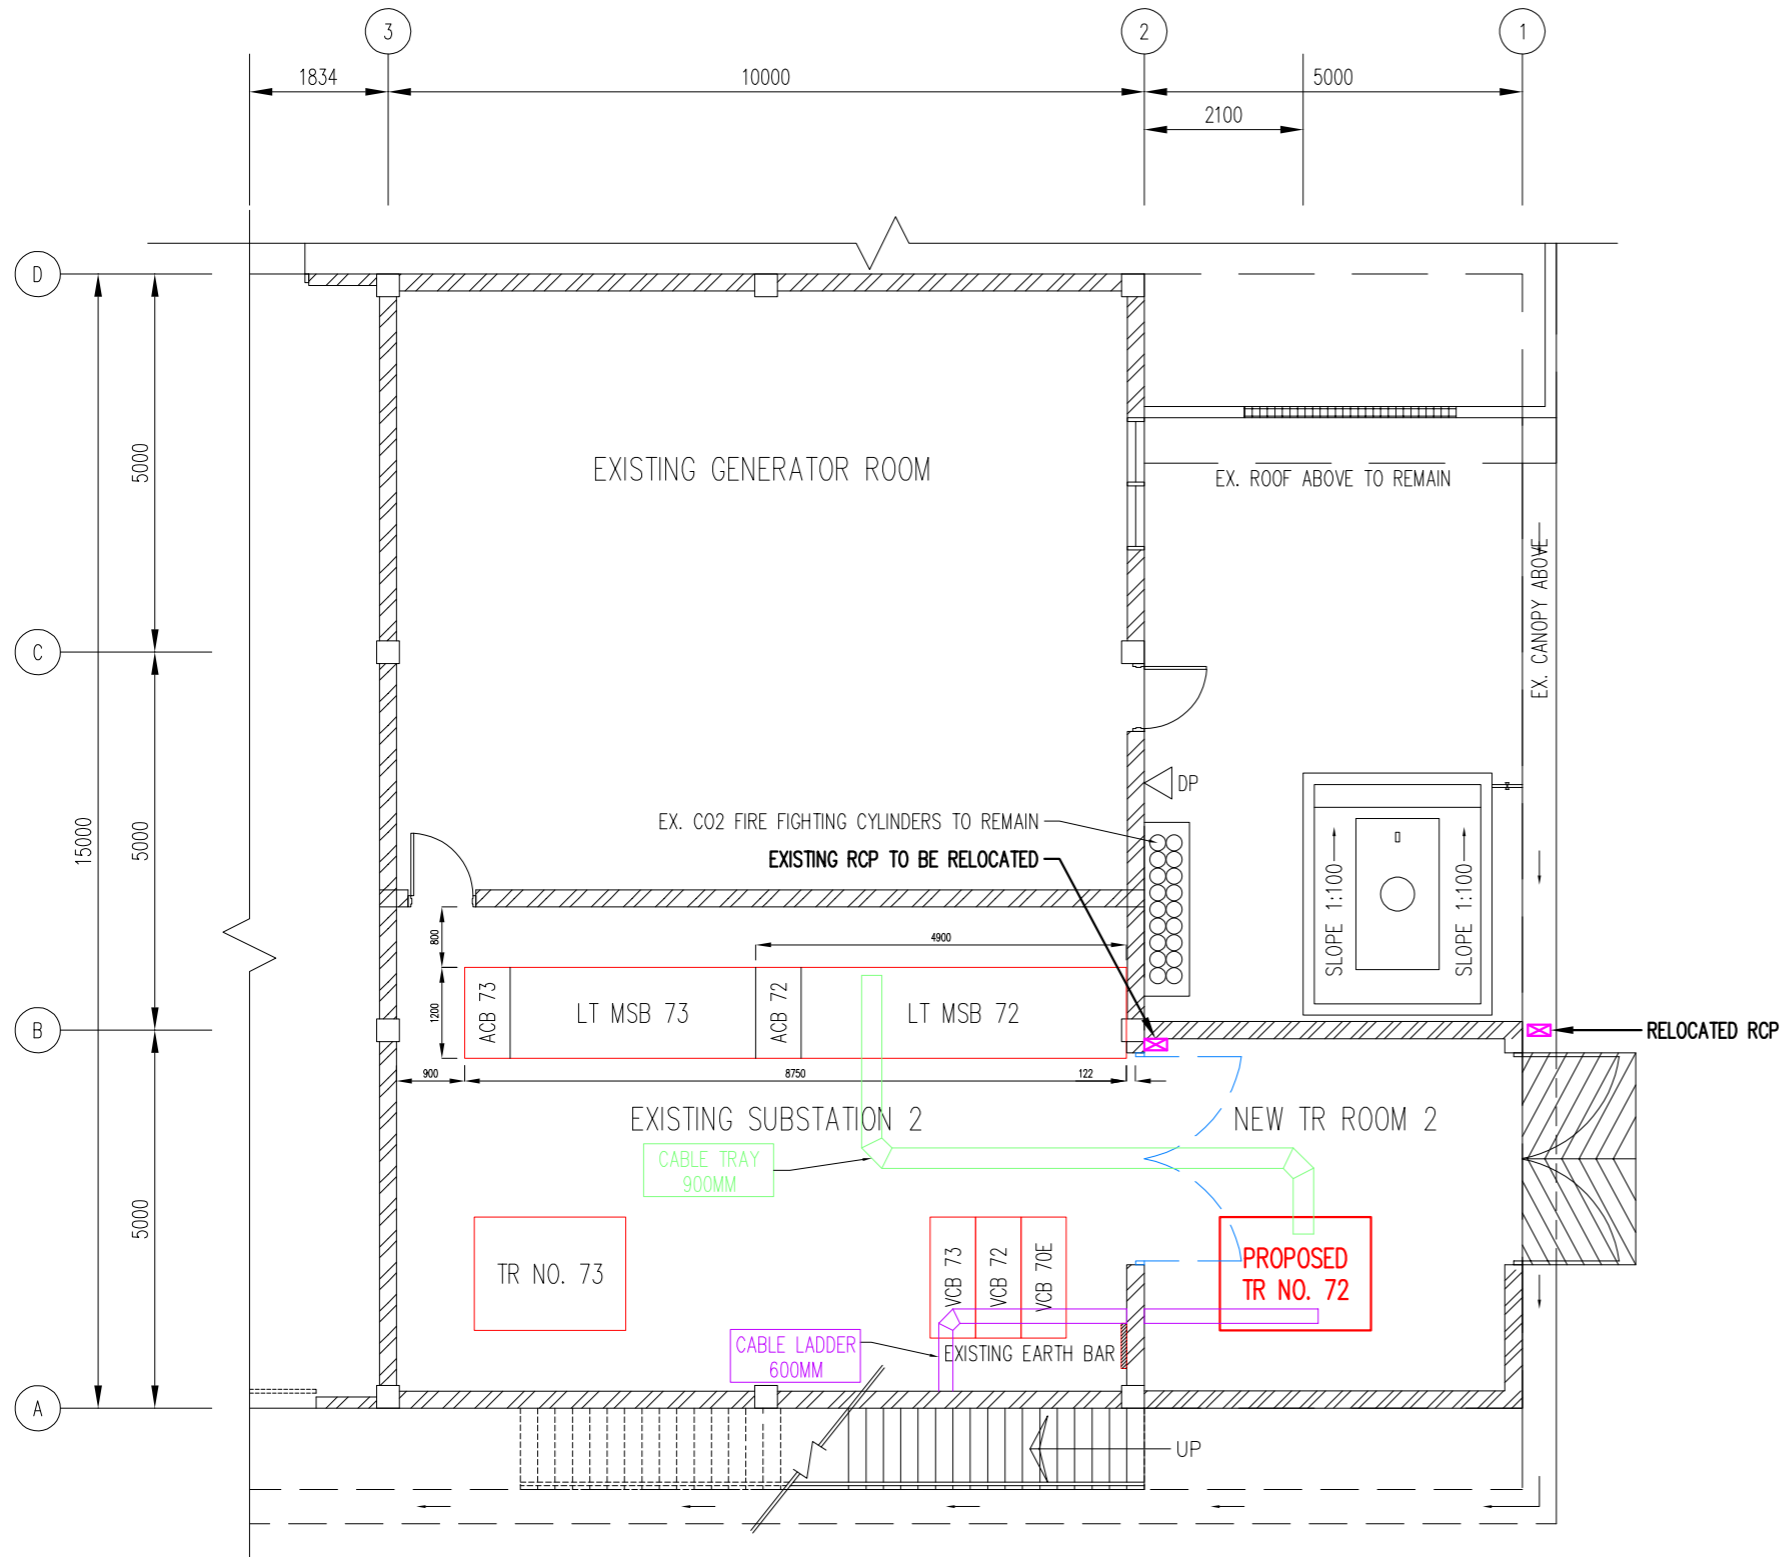 3
2
1
1834
10000
5000
2100
D
5000
EXISTING GENERATOR ROOM
EX. ROOF ABOVE TO REMAIN
EX. CANOPY ABOVE
C
DP
15000
5000
EX. CO2 FIRE FIGHTING CYLINDERS TO REMAIN
EXISTING RCP TO BE RELOCATED
SLOPE 1:100
SLOPE 1:100
800
4900
1200
ACB 73
LT MSB 73
ACB 72
LT MSB 72
B
RELOCATED RCP
900
8750
122
EXISTING SUBSTATION 2
NEW TR ROOM 2
CABLE TRAY
900MM
5000
TR NO. 73
VCB 73
VCB 72
VCB 70E
PROPOSED
TR NO. 72
CABLE LADDER
600MM
EXISTING EARTH BAR
A
UP